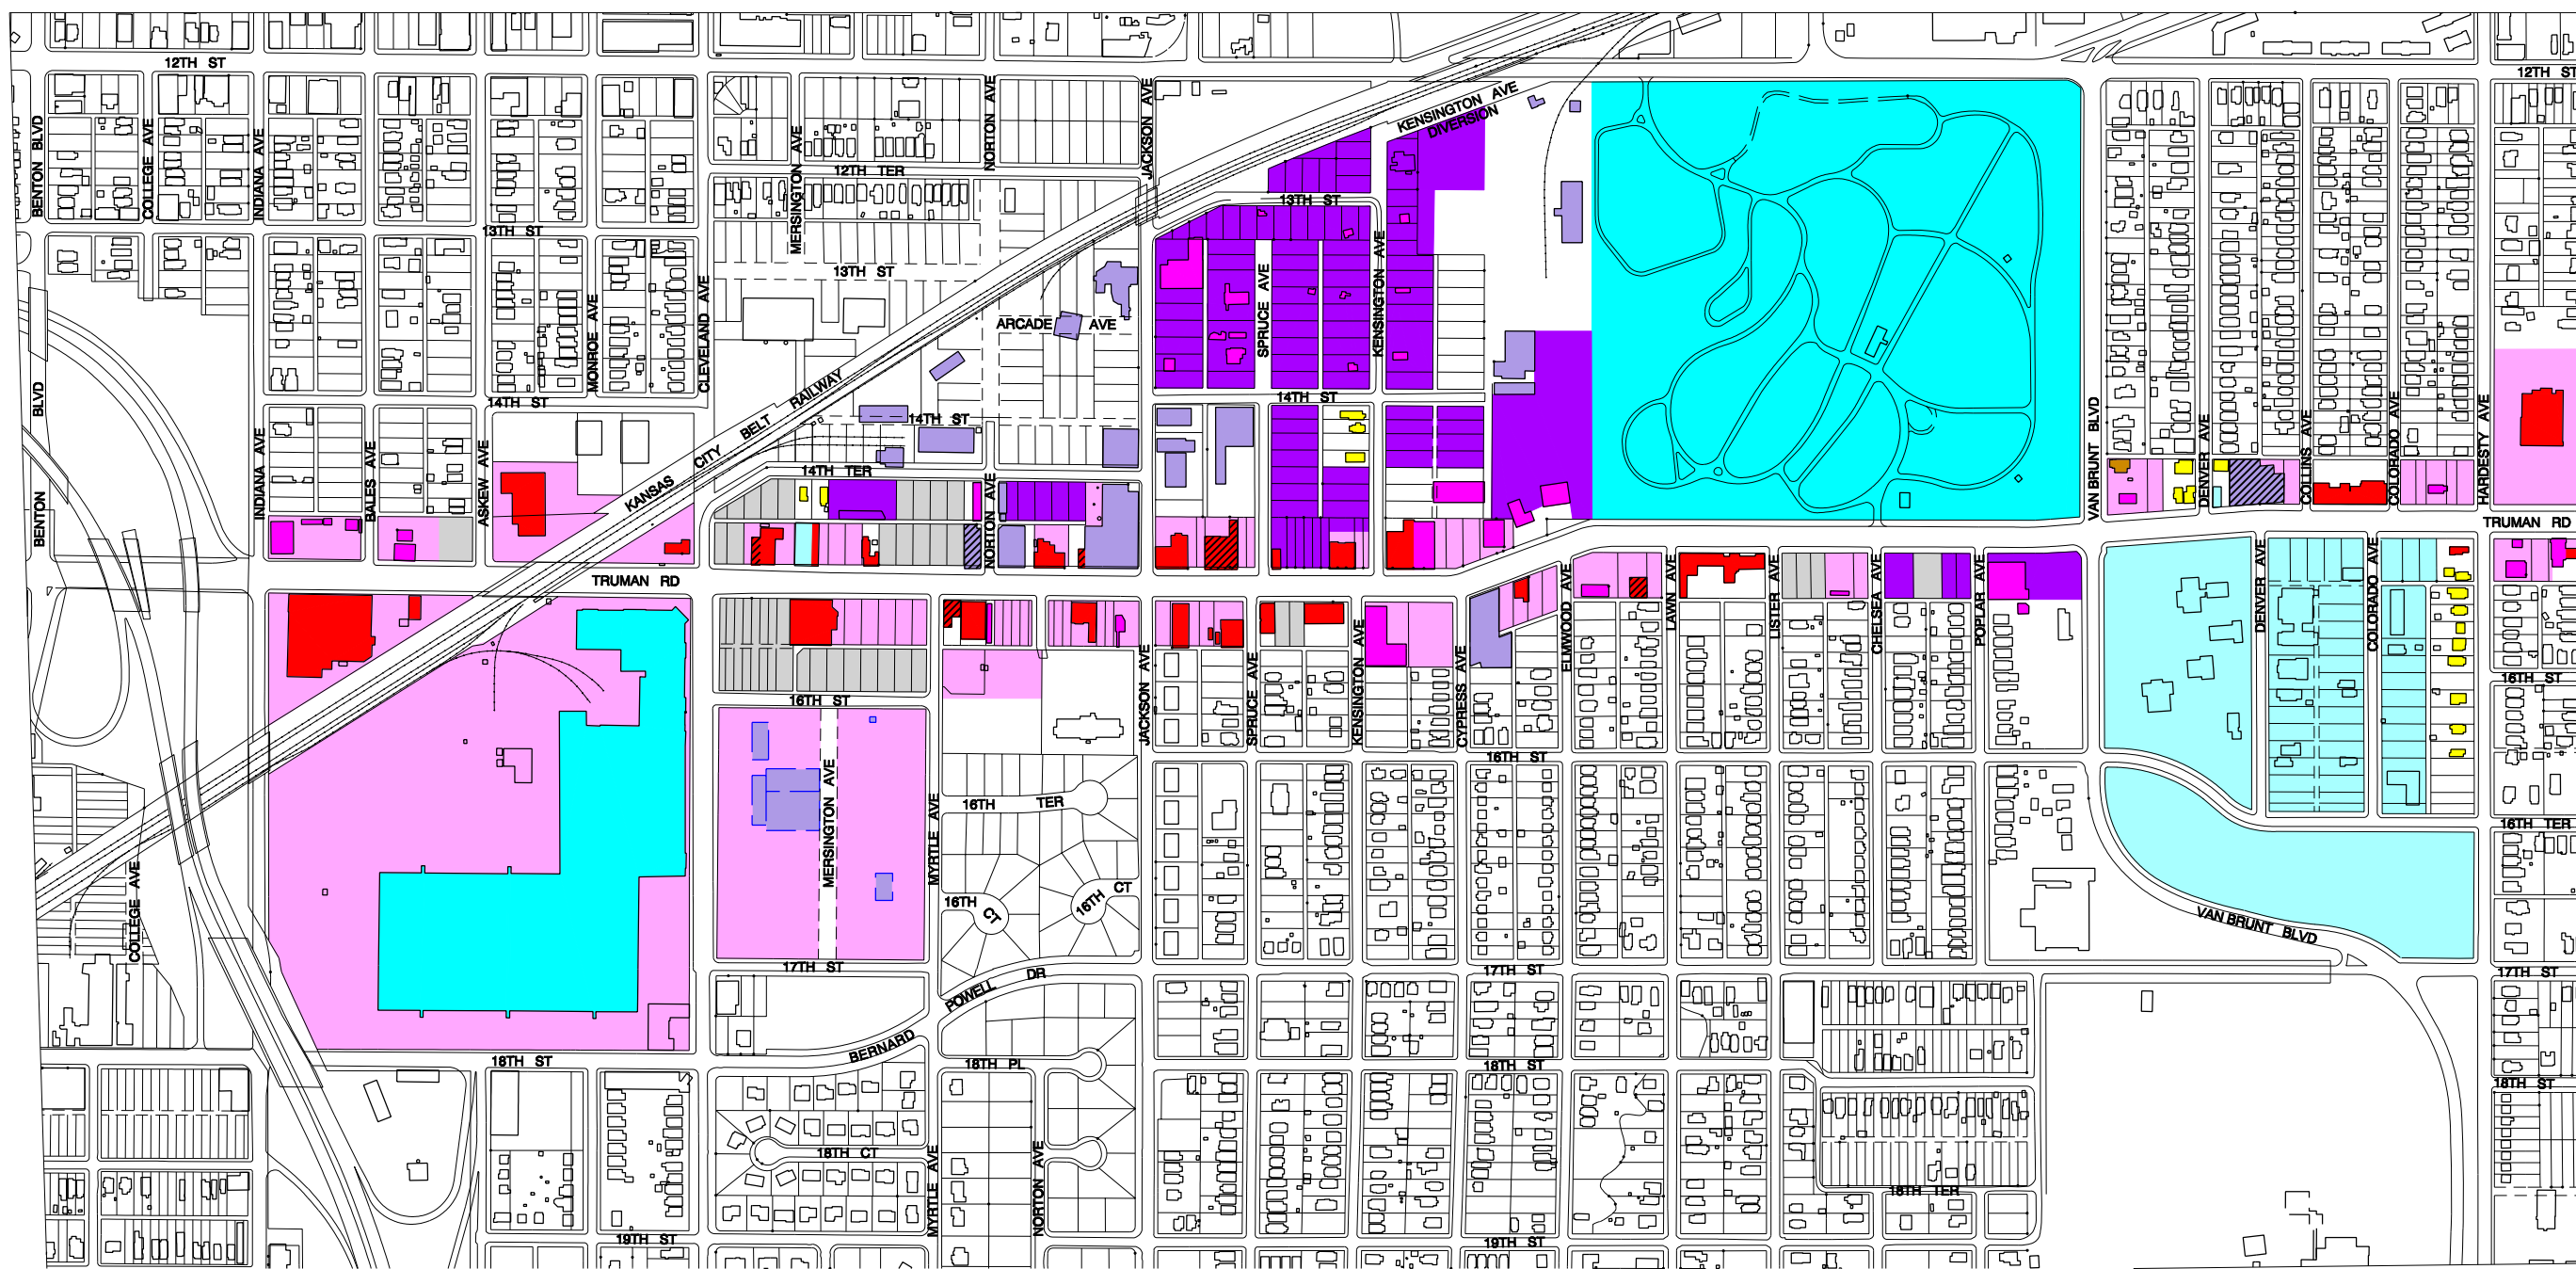 12TH ST
12TH ST
KENSINGTON AVE
DIVERSION
BENTON BLVD
COLLEGE AVE
INDIANA AVE
MERSINGTON AVE
NORTON AVE
JACKSON AVE
12TH TER
13TH ST
13TH ST
13TH ST
MONROE AVE
CLEVELAND AVE
ARCADE AVE
SPRUCE AVE
KENSINGTON AVE
BLVD
14TH ST
14TH ST
14TH ST
KANSAS CITY BELT RAILWAY
14TH TER
BENTON
INDIANA AVE
BALES AVE
ASKEW AVE
NORTON AVE
VAN BRUNT BLVD
DENVER AVE
COLLINS AVE
COLORADO AVE
HARDESTY AVE
TRUMAN RD
TRUMAN RD
JACKSON AVE
SPRUCE AVE
KENSINGTON AVE
CYPRESS AVE
ELMWOOD AVE
LAWN AVE
LISTER AVE
CHELSEA AVE
POPLAR AVE
DENVER AVE
COLORADO AVE
16TH ST
16TH ST
16TH ST
MERSINGTON AVE
MYRTLE AVE
16TH TER
16TH TER
16TH CT
16TH CT
COLLEGE AVE
VAN BRUNT BLVD
17TH ST
17TH ST
17TH ST
POWELL DR
BERNARD
18TH ST
18TH PL
18TH ST
18TH ST
18TH CT
MYRTLE AVE
NORTON AVE
18TH TER
19TH ST
19TH ST